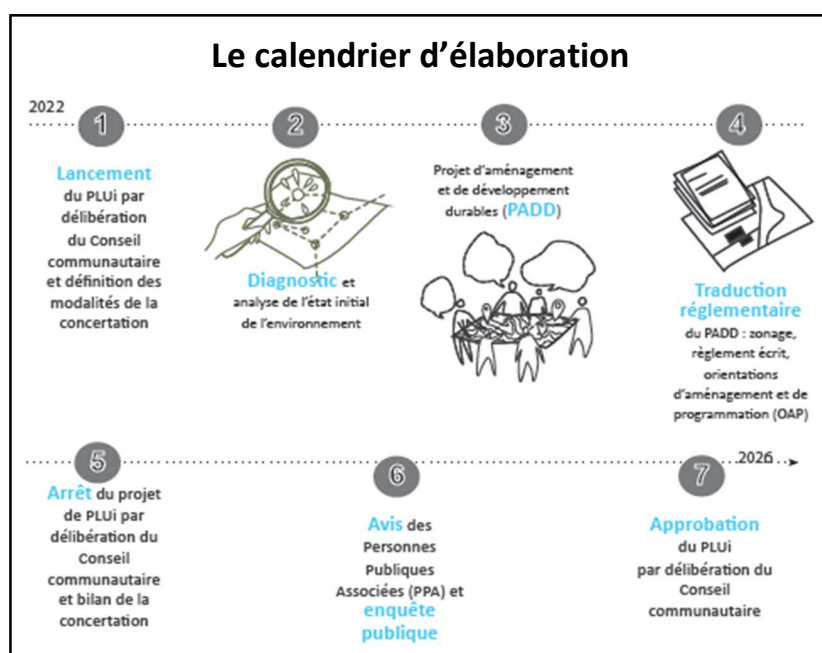 Le calendrier d'élaboration
2022
1
Lancement
du PLUi par
délibération
du Conseil
communautaire
et définition des
modalités de la
concertation
2
Diagnostic et
analyse de l'état initial
de l'environnement
3
Projet d'aménagement
et de développement
durables (PADD)
4
Traduction
réglementaire
du PADD : zonage,
règlement écrit,
orientations
d'aménagement et de
programmation (OAP)
5
Arrêt du projet
de PLUi par
délibération du
Conseil
communautaire
et bilan de la
concertation
6
Avis des
Personnes
Publiques
Associées (PPA) et
enquête
publique
7
2026
Approbation
du PLUi
par délibération du
Conseil
communautaire